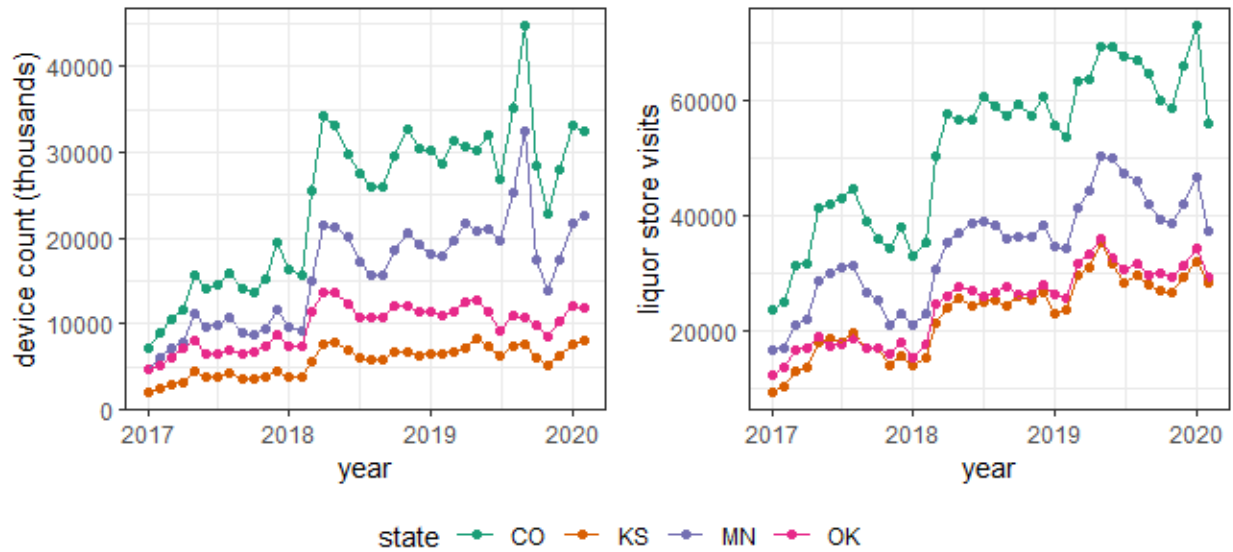 device count (thousands)
40000
30000
20000
10000
0
2017 2018 2019 2020
year
liquor store visits
60000
40000
20000
2017 2018 2019 2020
year
state CO KS MN OK